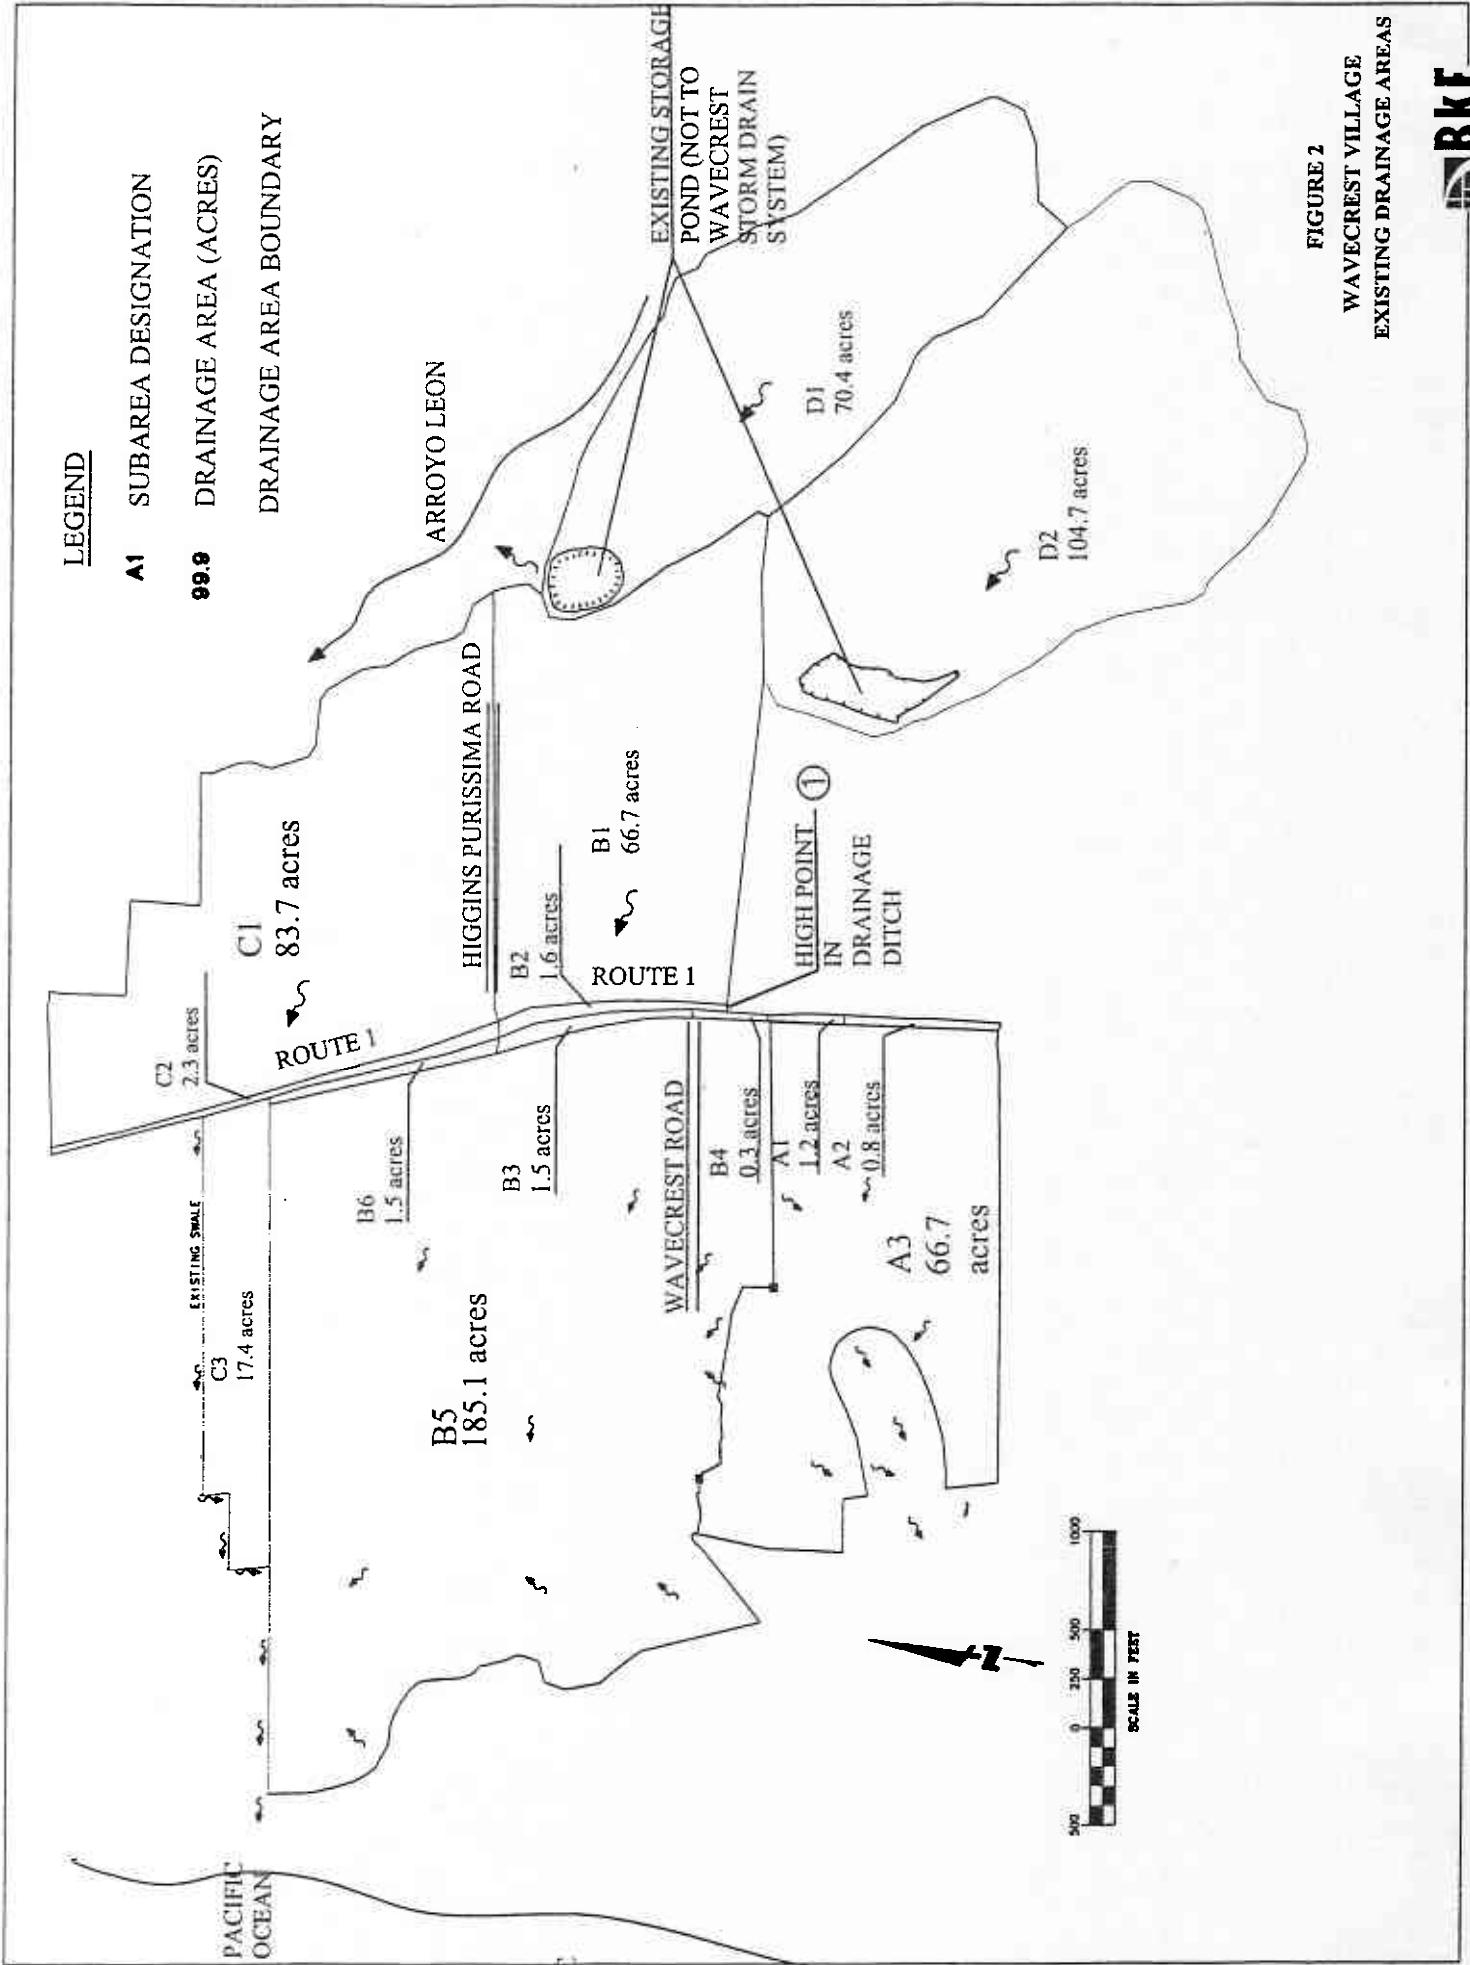 LEGEND
A1 SUBAREA DESIGNATION
99.9 DRAINAGE AREA (ACRES)
DRAINAGE AREA BOUNDARY
ARROYO LEON
EXISTING STORAGE
POND (NOT TO
WAVECREST
STORM DRAIN
SYSTEM)
C2
2.3 acres
C1
83.7 acres
ROUTE 1
HIGGINS PURISSIMA ROAD
B2
1.6 acres
B1
66.7 acres
ROUTE 1
D1
70.4 acres
D2
104.7 acres
HIGH POINT
IN
DRAINAGE
DITCH
1
EXISTING SWALE
C3
17.4 acres
B6
1.5 acres
B3
1.5 acres
B5
185.1 acres
WAVECREST ROAD
B4
0.3 acres
A1
1.2 acres
A2
0.8 acres
A3
66.7
acres
PACIFIC
OCEAN
N
500 0 250 500 1000
SCALE IN FEET
FIGURE 2
WAVECREST VILLAGE
EXISTING DRAINAGE AREAS
BKF